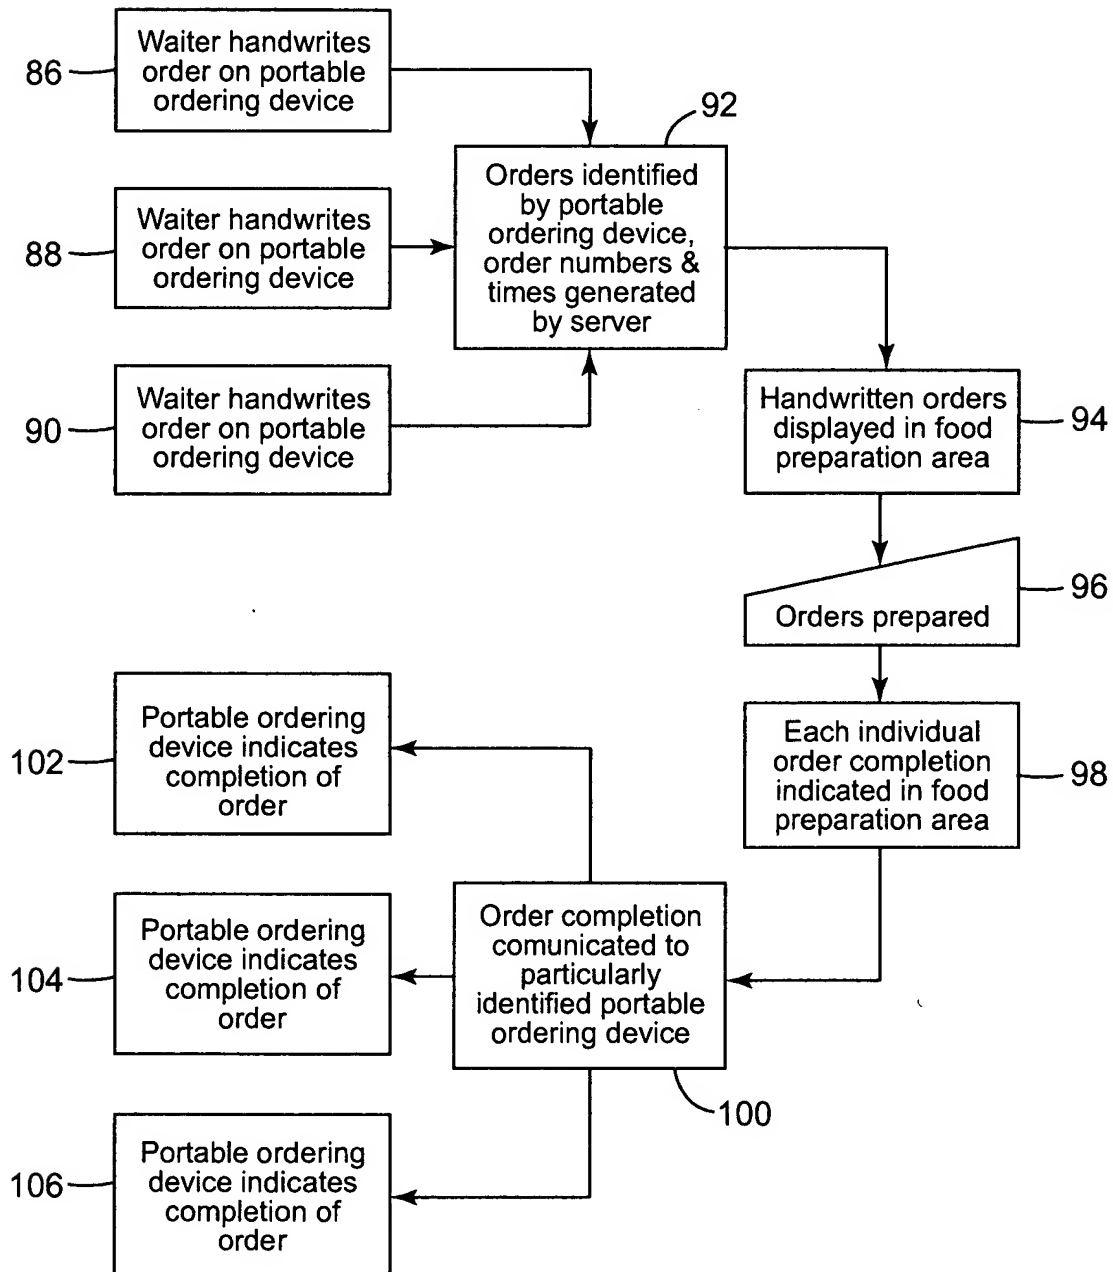 86
Waiter handwrites
order on portable
ordering device
92
88
Waiter handwrites
order on portable
ordering device
Orders identified
by portable
ordering device,
order numbers &
times generated
by server
90
Waiter handwrites
order on portable
ordering device
Handwritten orders
displayed in food
preparation area
94
Orders prepared
96
Each individual
order completion
indicated in food
preparation area
98
102
Portable ordering
device indicates
completion of
order
104
Portable ordering
device indicates
completion of
order
Order completion
comunicated to
particularly
identified portable
ordering device
100
106
Portable ordering
device indicates
completion of
order